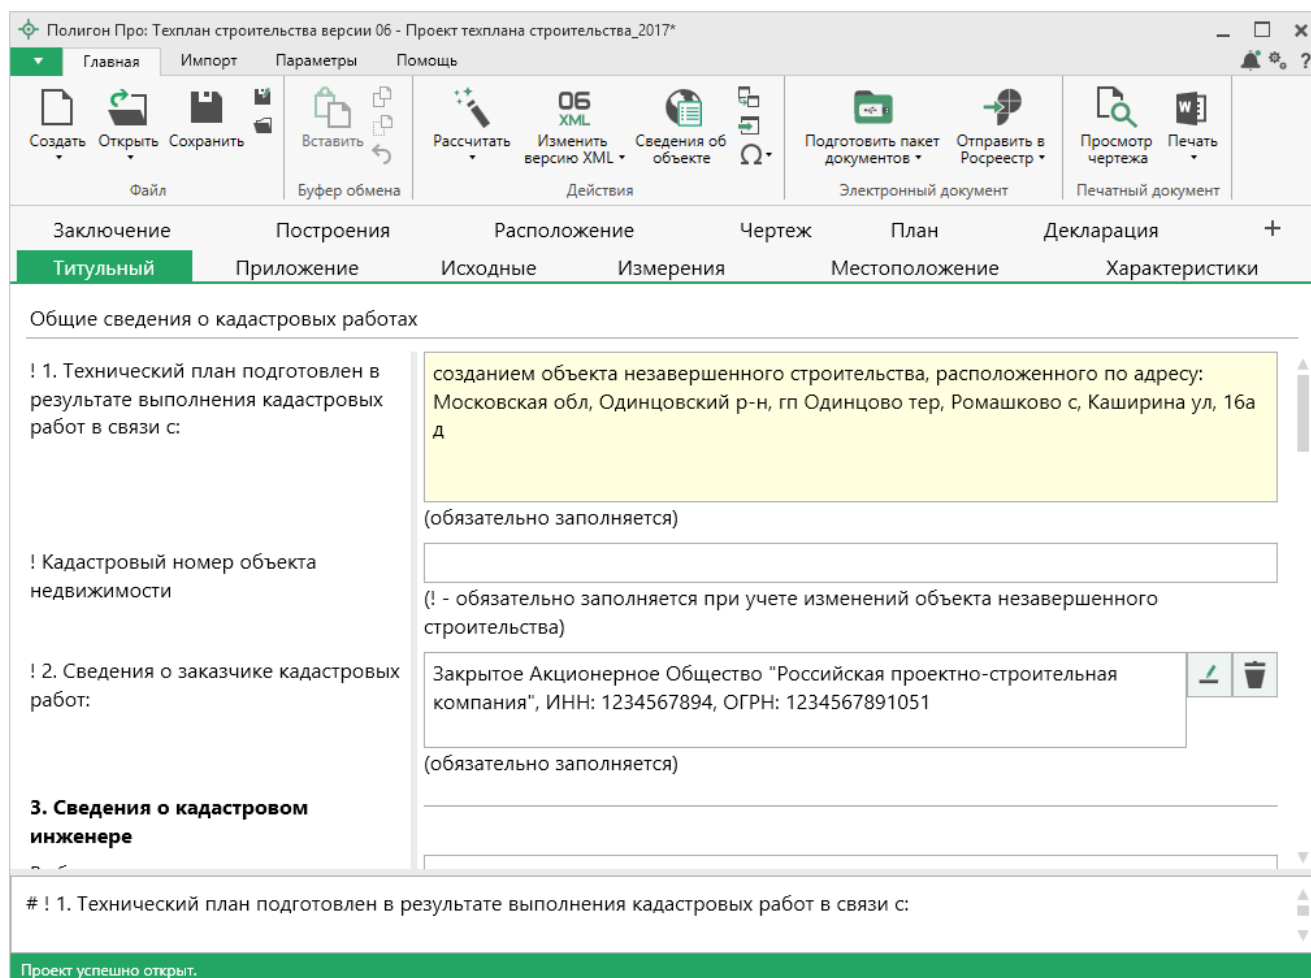 Полигон Про: Техплан строительства версии 06 - Проект техплана строительства_2017*
Главная Импорт Параметры Помощь
?
W
06
XML
Создать Открыть Сохранить Вставить Рассчитать Изменить версию XML Сведения об объекте Ω Подготовить пакет документов Отправить в Росреестр Просмотр чертежа Печать
Файл Буфер обмена Действия Электронный документ Печатный документ
Заключение Построения Расположение Чертеж План Декларация +
Титульный Приложение Исходные Измерения Местоположение Характеристики
Общие сведения о кадастровых работах
! 1. Технический план подготовлен в
результате выполнения кадастровых
работ в связи с:
созданием объекта незавершенного строительства, расположенного по адресу:
Московская обл, Одинцовский р-н, гп Одинцово тер, Ромашково с, Каширина ул, 16а
д
(обязательно заполняется)
! Кадастровый номер объекта
недвижимости
(! - обязательно заполняется при учете изменений объекта незавершенного
строительства)
! 2. Сведения о заказчике кадастровых
работ:
Закрытое Акционерное Общество "Российская проектно-строительная
компания", ИНН: 1234567894, ОГРН: 1234567891051
(обязательно заполняется)
3. Сведения о кадастровом
инженере
# ! 1. Технический план подготовлен в результате выполнения кадастровых работ в связи с:
Проект успешно открыт.